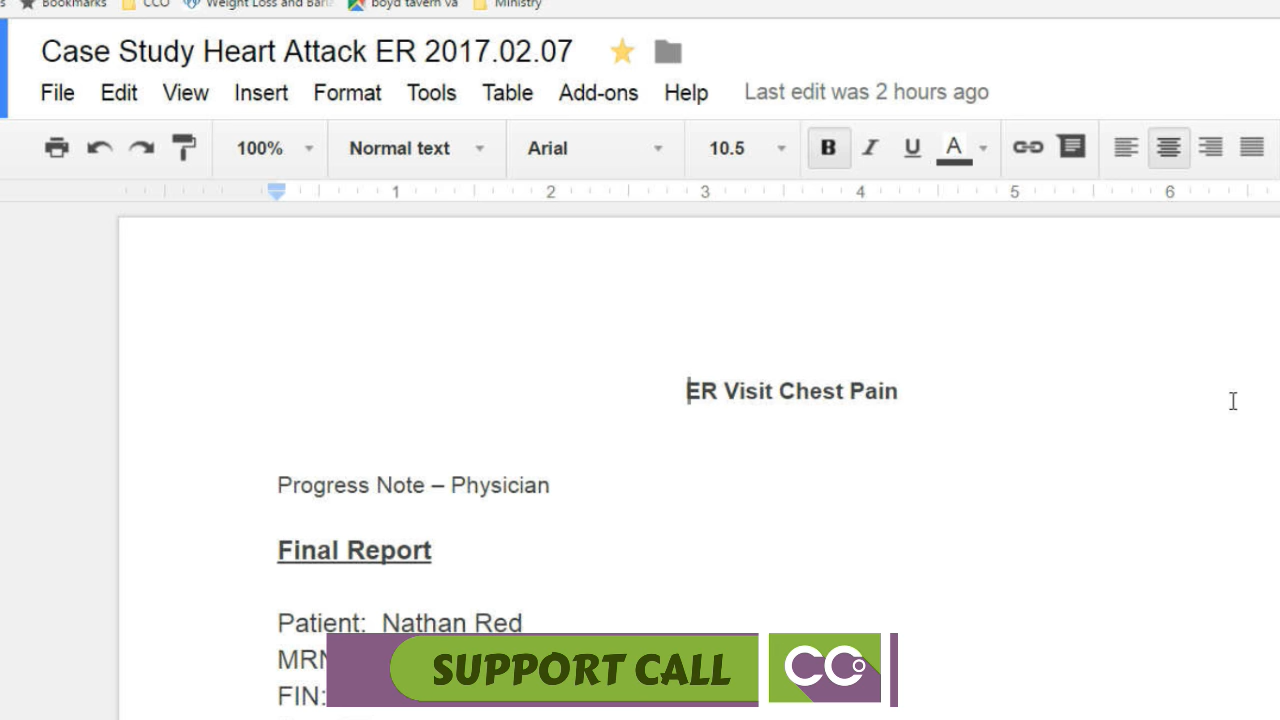 Bookmarks CCO Weight Loss and Baria boyd tavern va Ministry
Case Study Heart Attack ER 2017.02.07
File Edit View Insert Format Tools Table Add-ons Help Last edit was 2 hours ago
100% Normal text Arial 10.5 B I U A
1 2 3 4 5 6
ER Visit Chest Pain
Progress Note – Physician
Final Report
Patient: Nathan Red
MRN
FIN:
SUPPORT CALL CCO